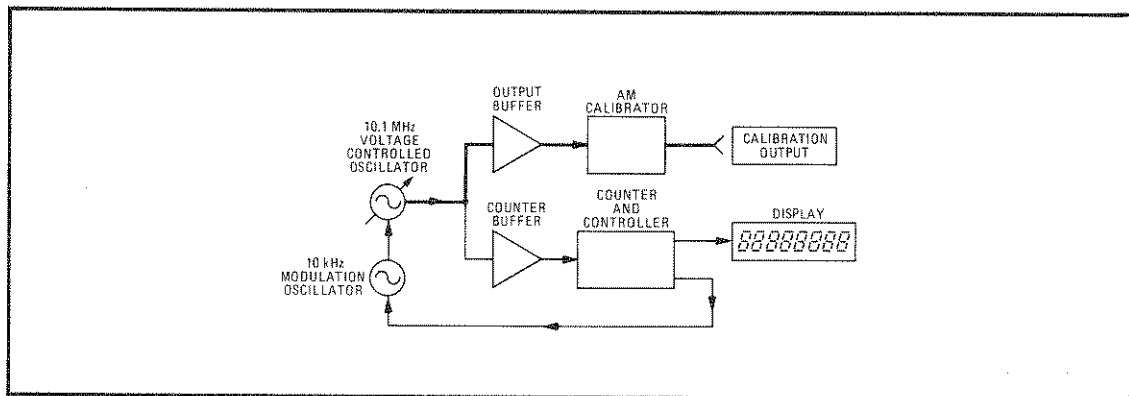 OUTPUT
BUFFER
AM
CALIBRATOR
10.1 MHz
VOLTAGE
CONTROLLED
OSCILLATOR
CALIBRATION
OUTPUT
COUNTER
BUFFER
COUNTER
AND
CONTROLLER
DISPLAY
88888888
10 kHz
MODULATION
OSCILLATOR